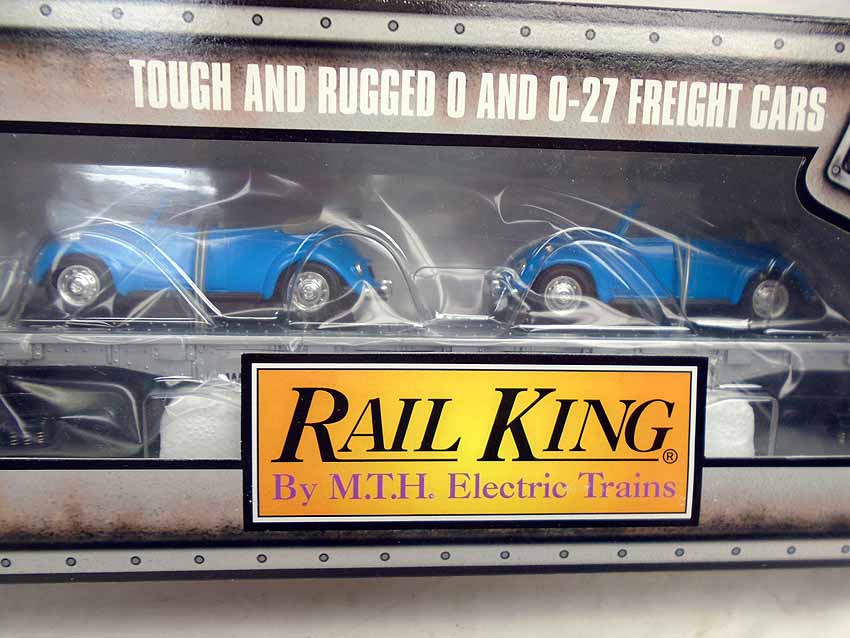 TOUGH AND RUGGED O AND O-27 FREIGHT CARS
RAIL KING®
By M.T.H. Electric Trains